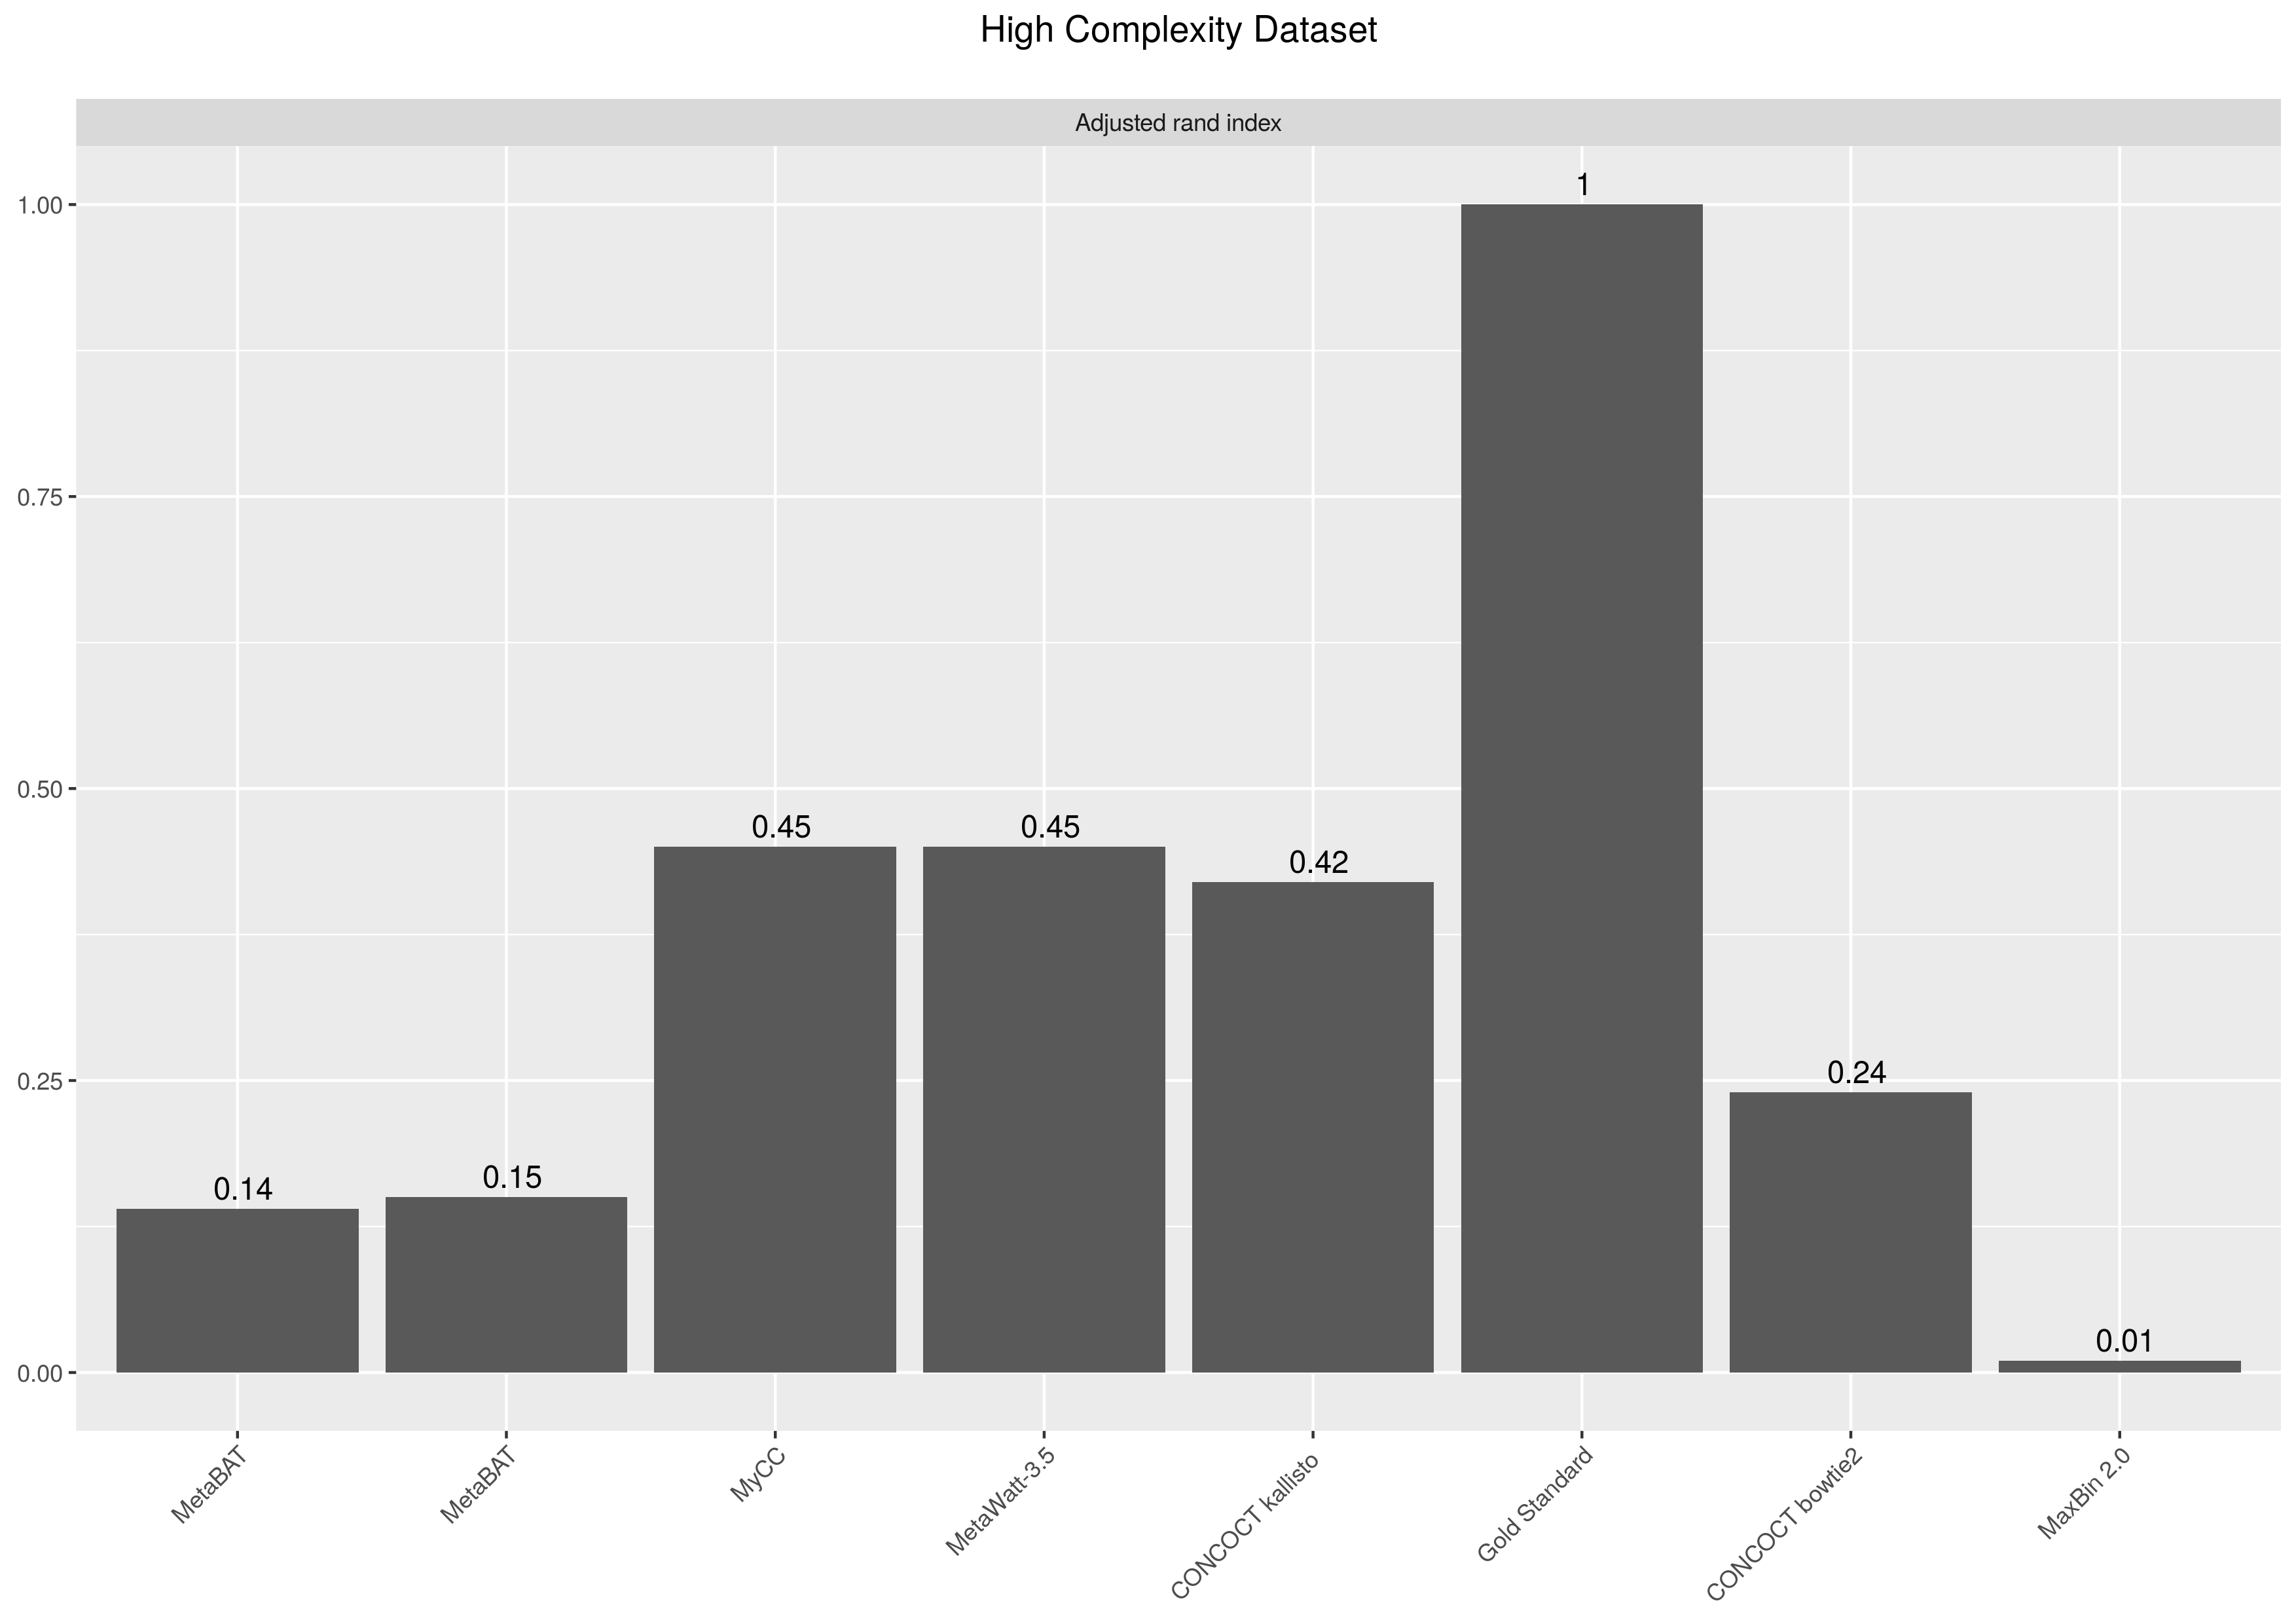 High Complexity Dataset
Adjusted rand index
1.00
0.75
0.50
0.25
0.00
0.14
0.15
0.45
0.45
0.42
1
0.24
0.01
MetaBAT
MetaBAT
MyCC
MetaWatt-3.5
CONCOCT kallisto
Gold Standard
CONCOCT bowtie2
MaxBin 2.0